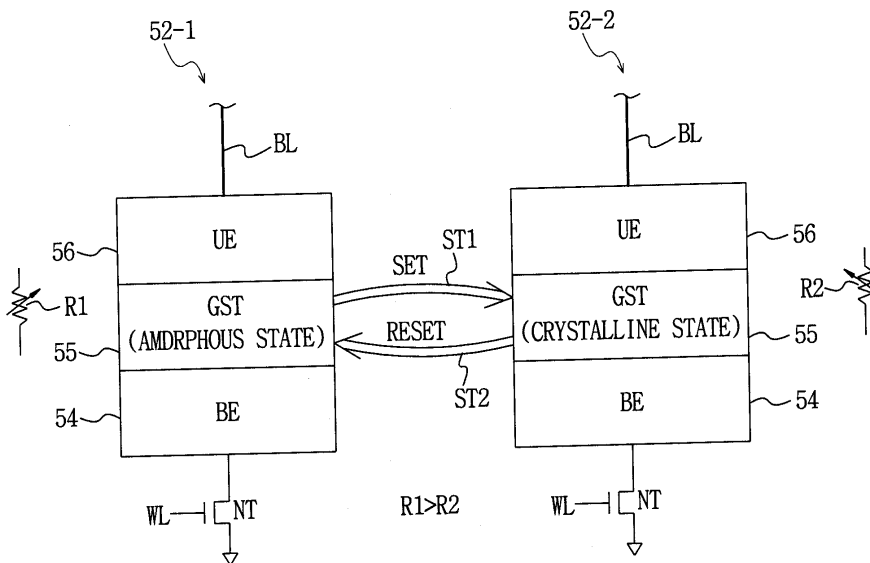 52-1
52-2
BL
BL
UE
UE
56
56
SET
ST1
GST
(AMDRPHOUS STATE)
GST
(CRYSTALLINE STATE)
R1
R2
RESET
55
55
ST2
54
54
BE
BE
WL
NT
R1>R2
WL
NT